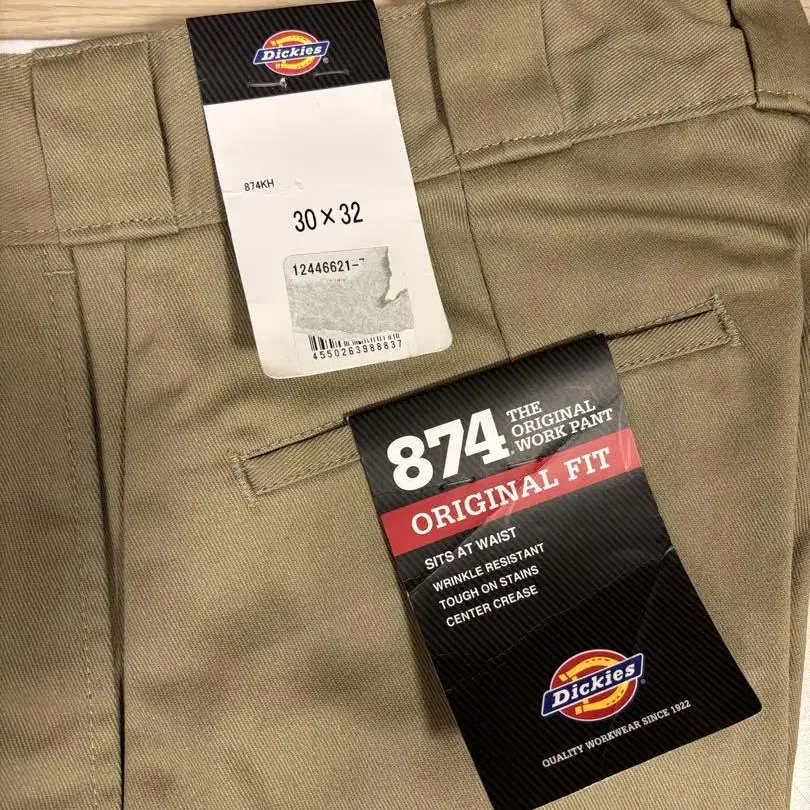 Dickies
874KH
30×32
12446621-7
4550263988837
874
THE
ORIGINAL
WORK PANT
ORIGINAL FIT
SITS AT WAIST
WRINKLE RESISTANT
TOUGH ON STAINS
CENTER CREASE
Dickies
QUALITY WORKWEAR SINCE 1922